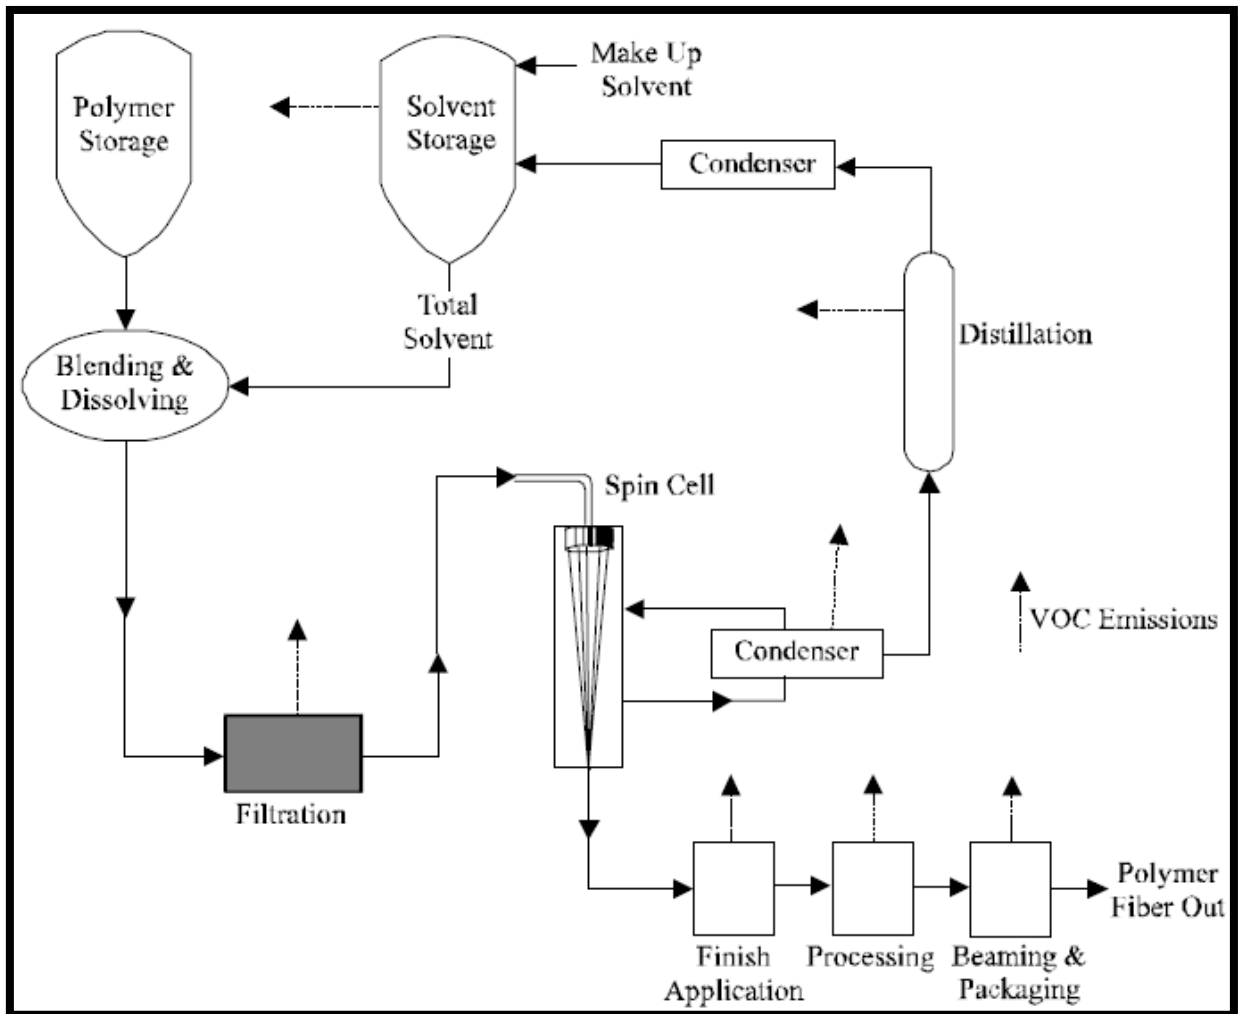 Polymer
Storage
Solvent
Storage
Make Up
Solvent
Condenser
Total
Solvent
Distillation
Blending &
Dissolving
Spin Cell
VOC Emissions
Condenser
Filtration
Polymer
Fiber Out
Finish
Application
Processing
Beaming &
Packaging